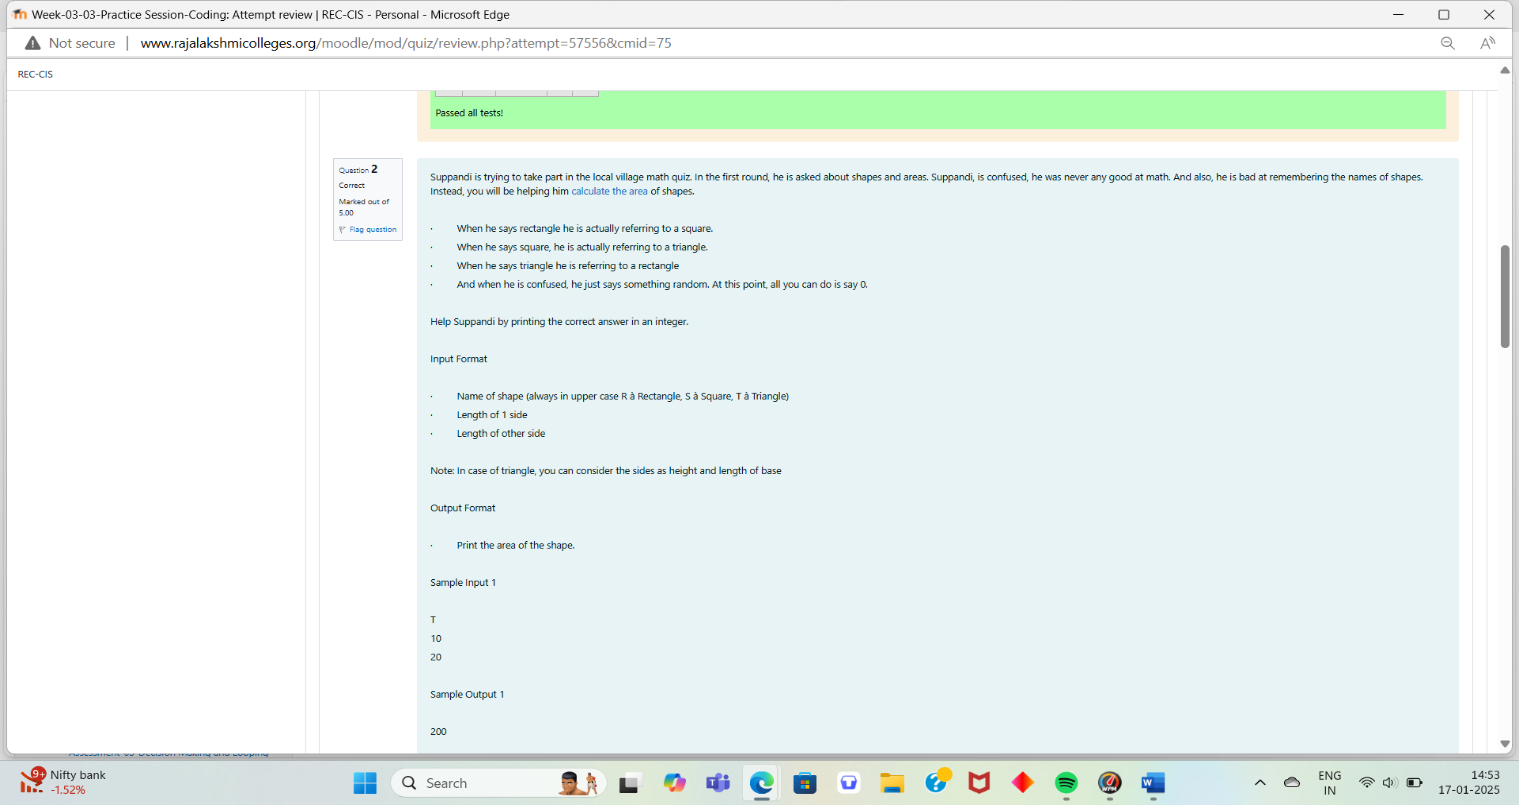 Week-03-03-Practice Session-Coding: Attempt review | REC-CIS - Personal - Microsoft Edge
Not secure | www.rajalakshmicolleges.org/moodle/mod/quiz/review.php?attempt=57556&cmid=75
REC-CIS
Passed all tests!
Question 2
Correct
Marked out of
5.00
Flag question
Suppandi is trying to take part in the local village math quiz. In the first round, he is asked about shapes and areas. Suppandi, is confused, he was never any good at math. And also, he is bad at remembering the names of shapes.
Instead, you will be helping him calculate the area of shapes.
· When he says rectangle he is actually referring to a square.
· When he says square, he is actually referring to a triangle.
· When he says triangle he is referring to a rectangle
· And when he is confused, he just says something random. At this point, all you can do is say 0.
Help Suppandi by printing the correct answer in an integer.
Input Format
· Name of shape (always in upper case R à Rectangle, S à Square, T à Triangle)
· Length of 1 side
· Length of other side
Note: In case of triangle, you can consider the sides as height and length of base
Output Format
· Print the area of the shape.
Sample Input 1
T
10
20
Sample Output 1
200
9+
Nifty bank
-1.52%
Search
ENG
IN
14:53
17-01-2025